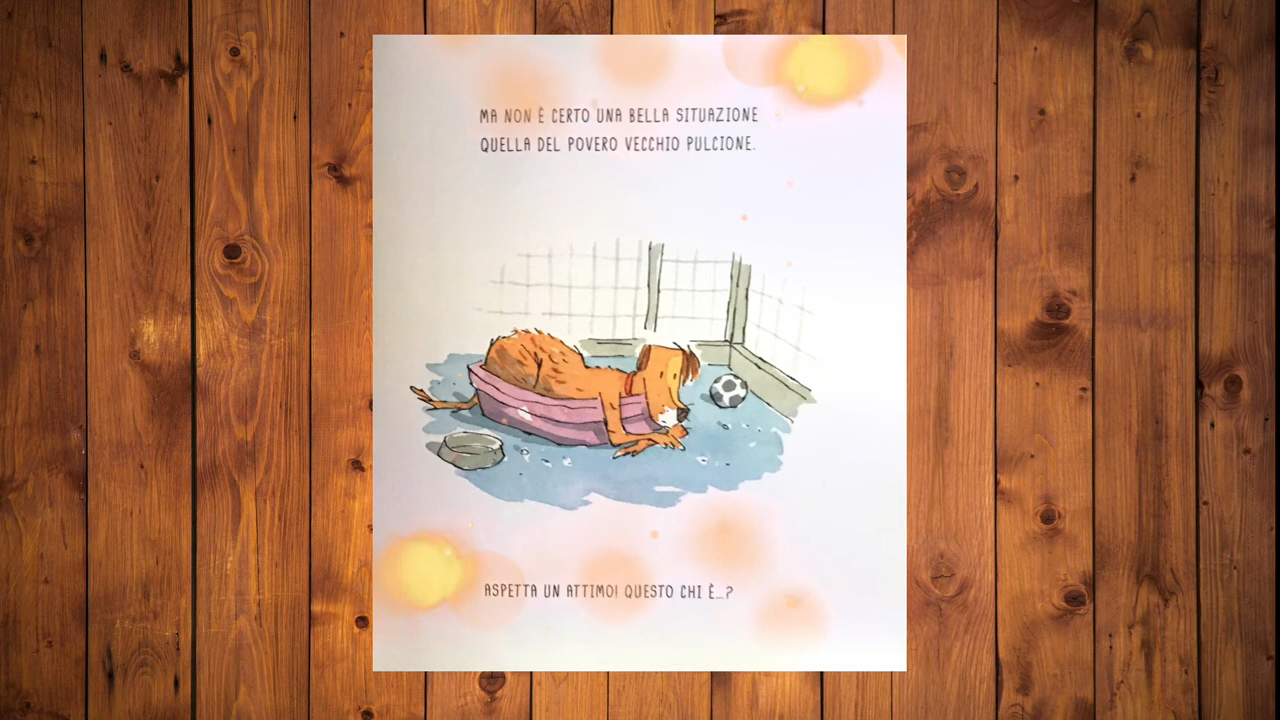 MA NON È CERTO UNA BELLA SITUAZIONE
QUELLA DEL POVERO VECCHIO PULCIONE.
ASPETTA UN ATTIMO! QUESTO CHI È...?